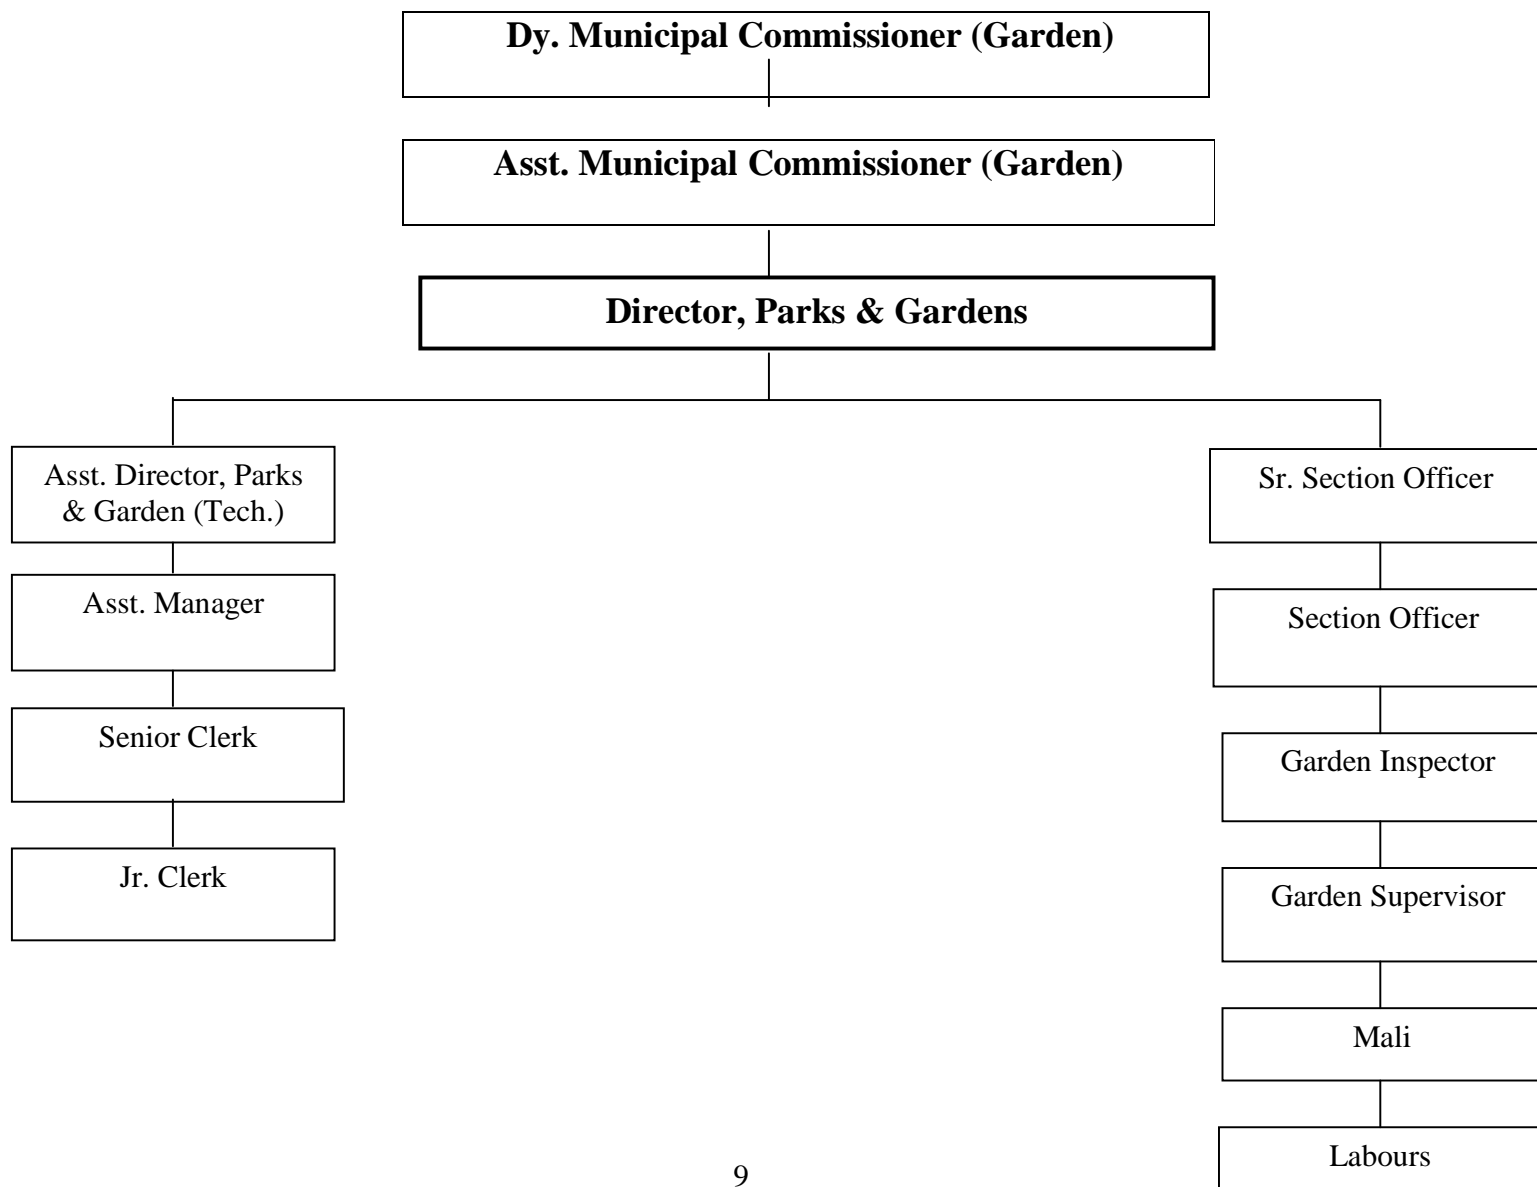 Dy. Municipal Commissioner (Garden)
Asst. Municipal Commissioner (Garden)
Director, Parks & Gardens
Asst. Director, Parks
& Garden (Tech.)
Asst. Manager
Senior Clerk
Jr. Clerk
Sr. Section Officer
Section Officer
Garden Inspector
Garden Supervisor
Mali
Labours
9